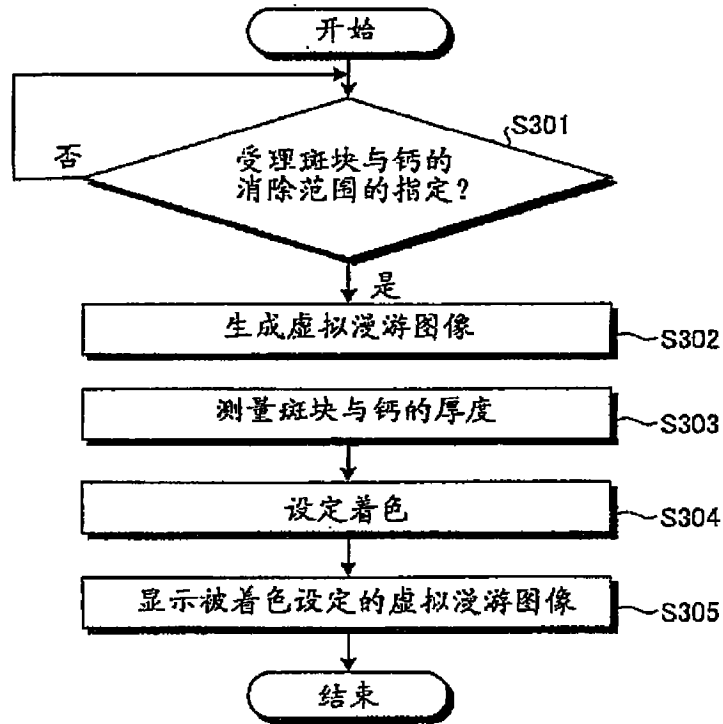 开始
S301
否
受理斑块与钙的
消除范围的指定？
是
生成虚拟漫游图像
S302
测量斑块与钙的厚度
S303
设定着色
S304
显示被着色设定的虚拟漫游图像
S305
结束